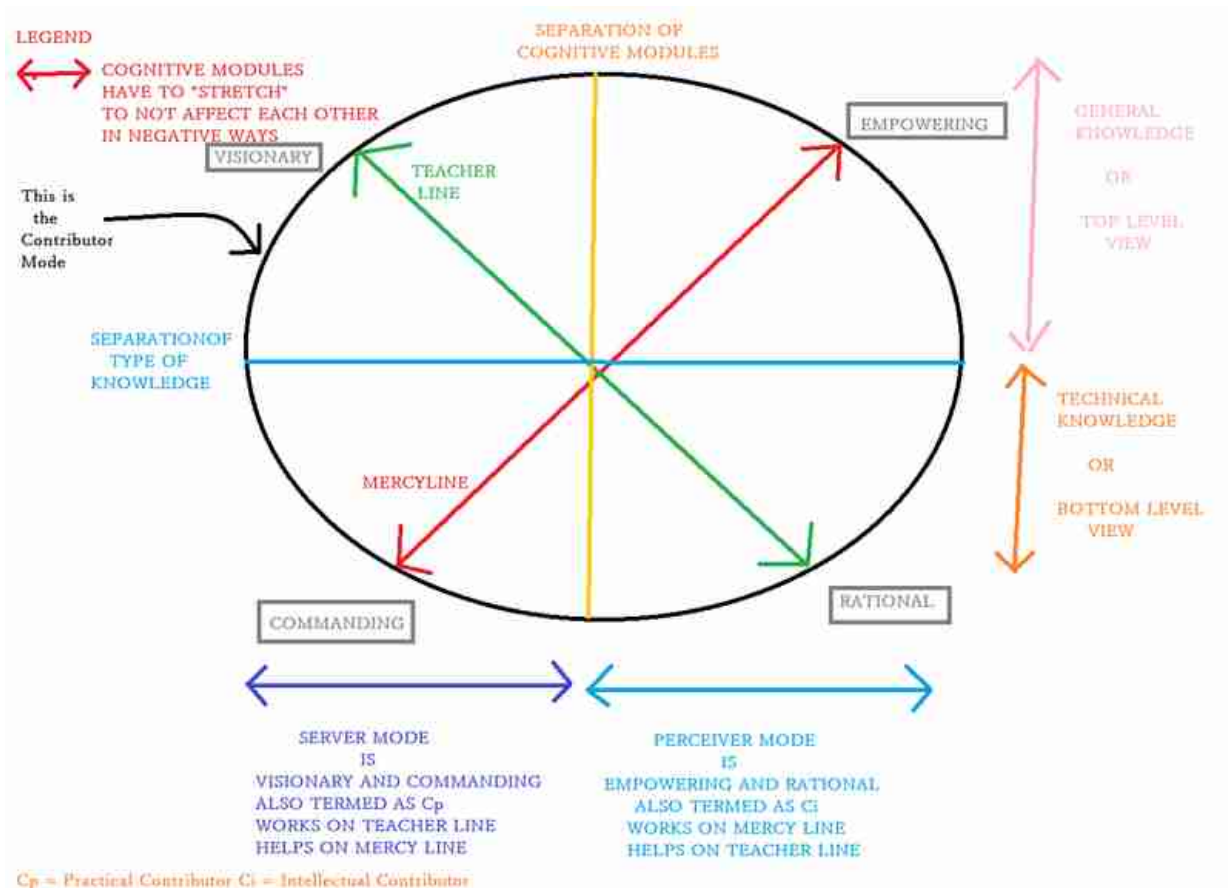 LEGEND
COGNITIVE MODULES
HAVE TO "STRETCH"
TO NOT AFFECT EACH OTHER
IN NEGATIVE WAYS
SEPARATION OF
COGNITIVE MODULES
VISIONARY
EMPOWERING
TEACHER
LINE
This is
the
Contributor
Mode
GENERAL
KNOWLEDGE
OR
TOP LEVEL
VIEW
SEPARATIONOF
TYPE OF
KNOWLEDGE
TECHNICAL
KNOWLEDGE
OR
BOTTOM LEVEL
VIEW
MERCYLINE
COMMANDING
RATIONAL
SERVER MODE
IS
VISIONARY AND COMMANDING
ALSO TERMED AS Cp
WORKS ON TEACHER LINE
HELPS ON MERCY LINE
PERCEIVER MODE
IS
EMPOWERING AND RATIONAL
ALSO TERMED AS Ci
WORKS ON MERCY LINE
HELPS ON TEACHER LINE
Cp = Practical Contributor Ci = Intellectual Contributor